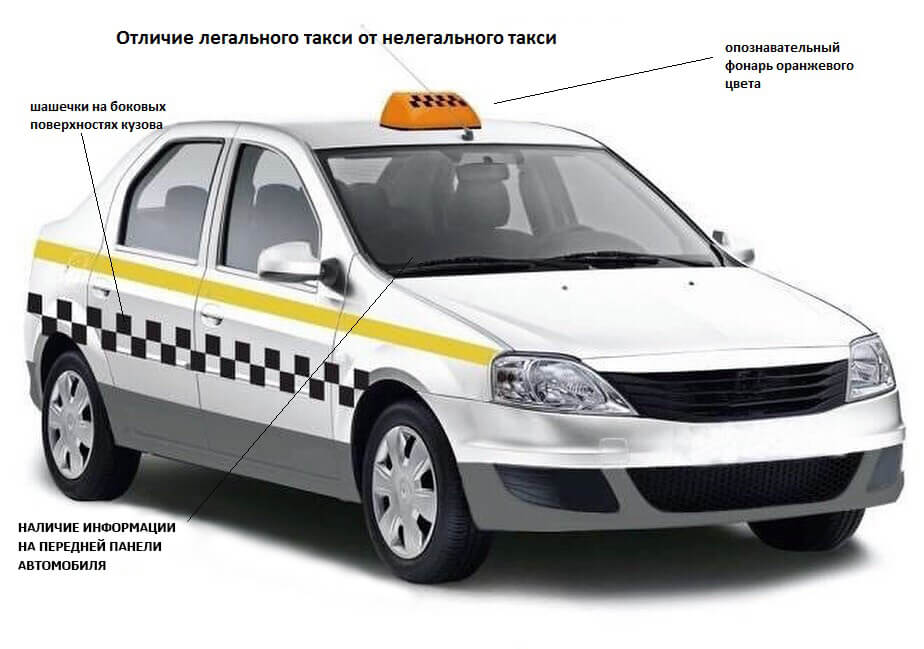 Отличие легального такси от нелегального такси
опознавательный
фонарь оранжевого
цвета
шашечки на боковых
поверхностях кузова
НАЛИЧИЕ ИНФОРМАЦИИ
НА ПЕРЕДНЕЙ ПАНЕЛИ
АВТОМОБИЛЯ